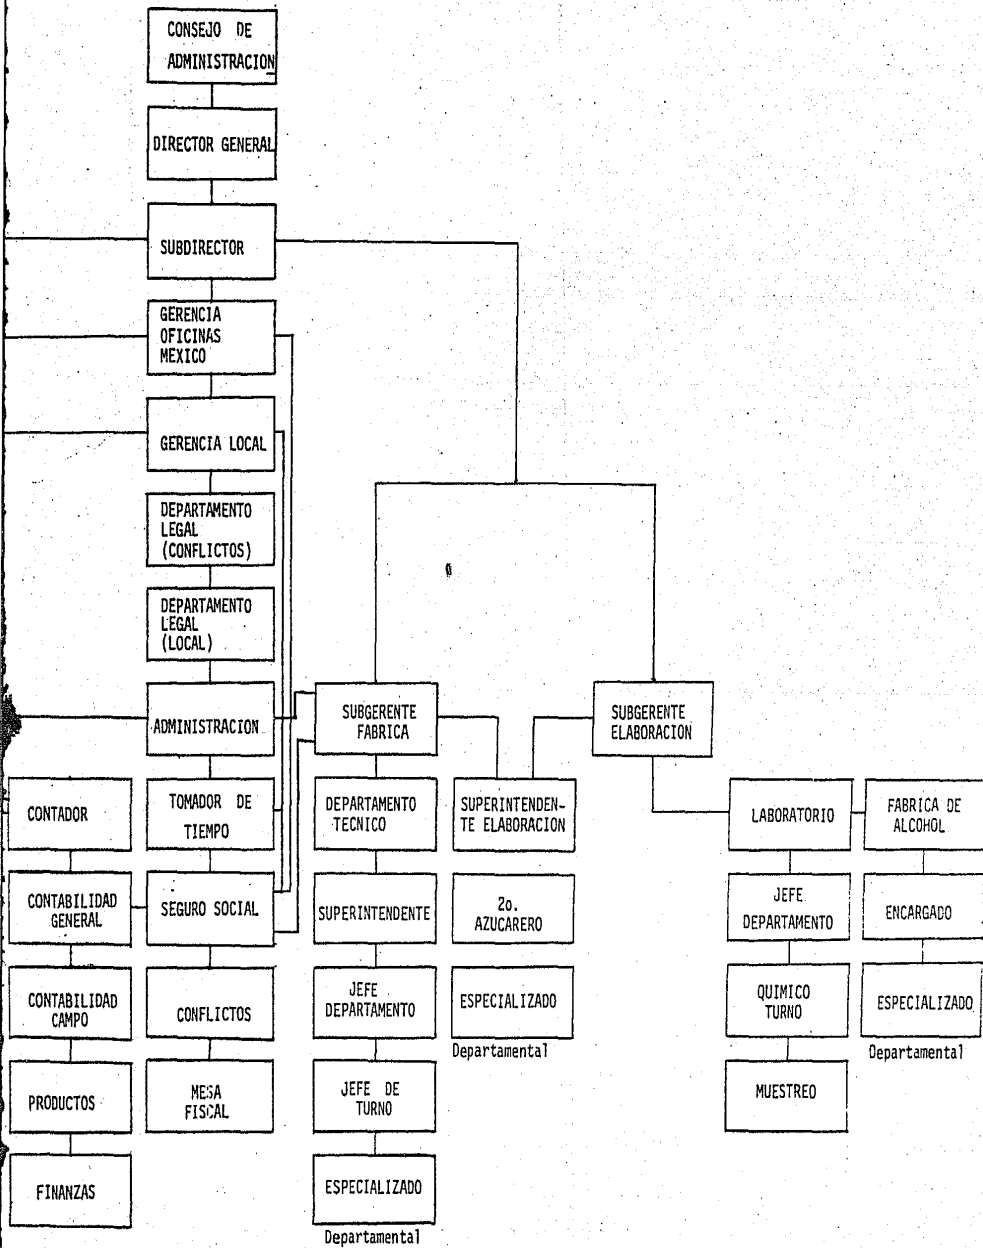 CONSEJO DE
ADMINISTRACION
DIRECTOR GENERAL
SUBDIRECTOR
GERENCIA
OFICINAS
MEXICO
GERENCIA LOCAL
DEPARTAMENTO
LEGAL
(CONFLICTOS)
DEPARTAMENTO
LEGAL
(LOCAL)
ADMINISTRACION
SUBGERENTE
FABRICA
SUBGERENTE
ELABORACION
CONTADOR
TOMADOR DE
TIEMPO
DEPARTAMENTO
TECNICO
SUPERINTENDEN-
TE ELABORACION
LABORATORIO
FABRICA DE
ALCOHOL
CONTABILIDAD
GENERAL
SEGURO SOCIAL
SUPERINTENDENTE
2o.
AZUCARERO
JEFE
DEPARTAMENTO
ENCARGADO
CONTABILIDAD
CAMPO
CONFLICTOS
JEFE
DEPARTAMENTO
ESPECIALIZADO
Departamental
QUIMICO
TURNO
ESPECIALIZADO
Departamental
PRODUCTOS
MESA
FISCAL
JEFE DE
TURNO
MUESTREO
FINANZAS
ESPECIALIZADO
Departamental